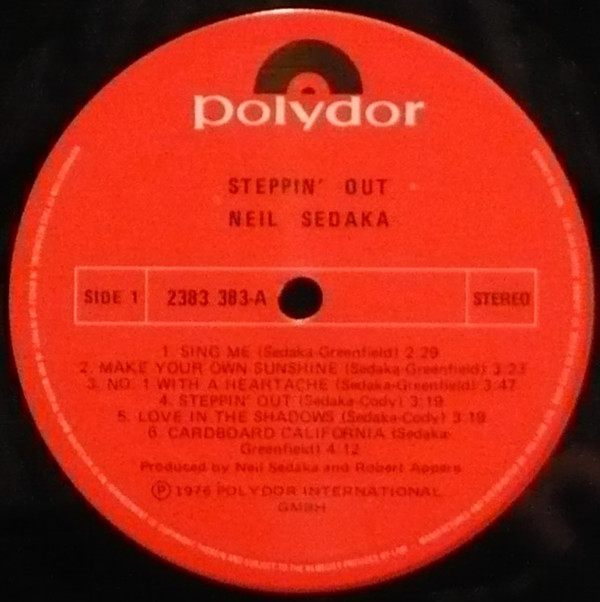 polydor
STEPPIN' OUT
NEIL SEDAKA
SIDE 1 2383 383-A STEREO
1. SING ME (Sedaka-Greenfield) 2:29
2. MAKE YOUR OWN SUNSHINE (Sedaka-Greenfield) 3:23
3. NO. 1 WITH A HEARTACHE (Sedaka-Greenfield) 3:47
4. STEPPIN' OUT (Sedaka-Cody) 3:19
5. LOVE IN THE SHADOWS (Sedaka-Cody) 3:19
6. CARDBOARD CALIFORNIA (Sedaka-
Greenfield) 4:12
Produced by Neil Sedaka and Robert Appere
Ⓟ 1976 POLYDOR INTERNATIONAL
GMBH